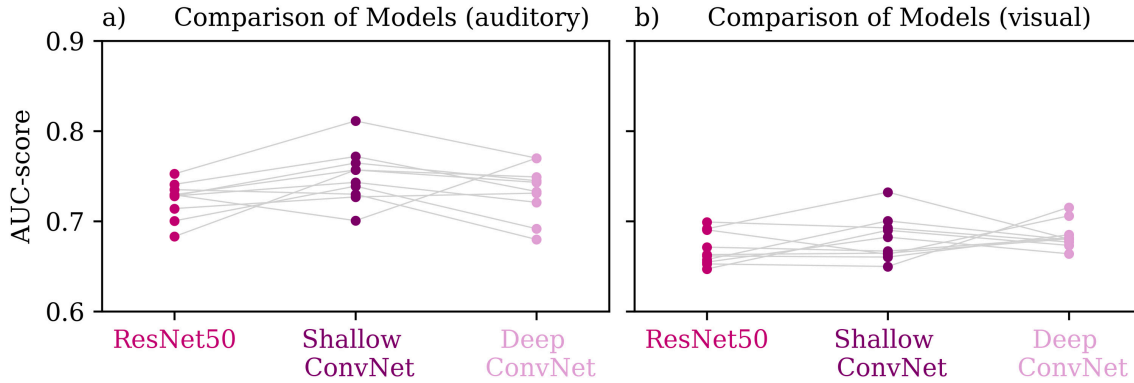 a) Comparison of Models (auditory)
b) Comparison of Models (visual)
AUC-score
0.9
0.8
0.7
0.6
ResNet50
Shallow
ConvNet
Deep
ConvNet
ResNet50
Shallow
ConvNet
Deep
ConvNet